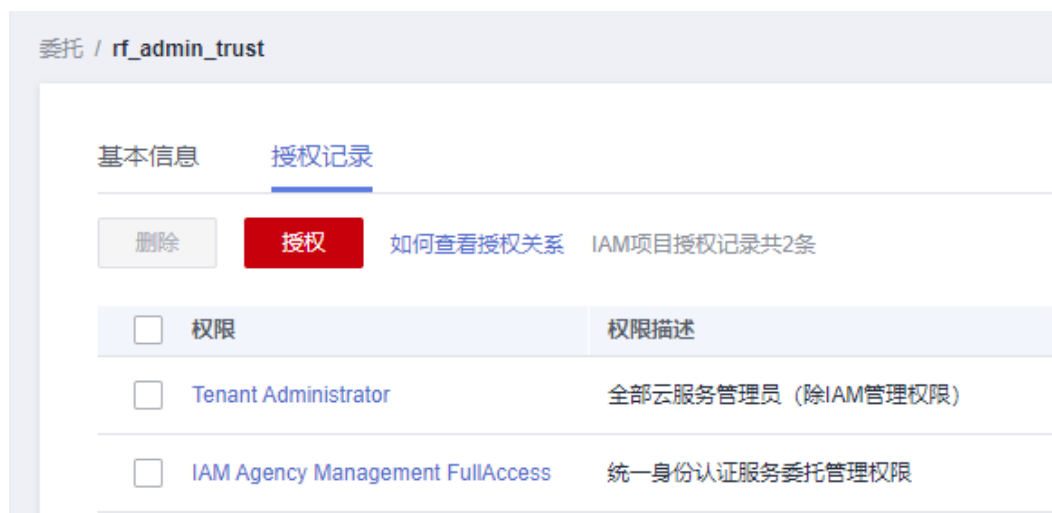 委托 / rf_admin_trust
基本信息 授权记录
删除 授权 如何查看授权关系 IAM项目授权记录共2条
权限 权限描述
Tenant Administrator 全部云服务管理员（除IAM管理权限）
IAM Agency Management FullAccess 统一身份认证服务委托管理权限